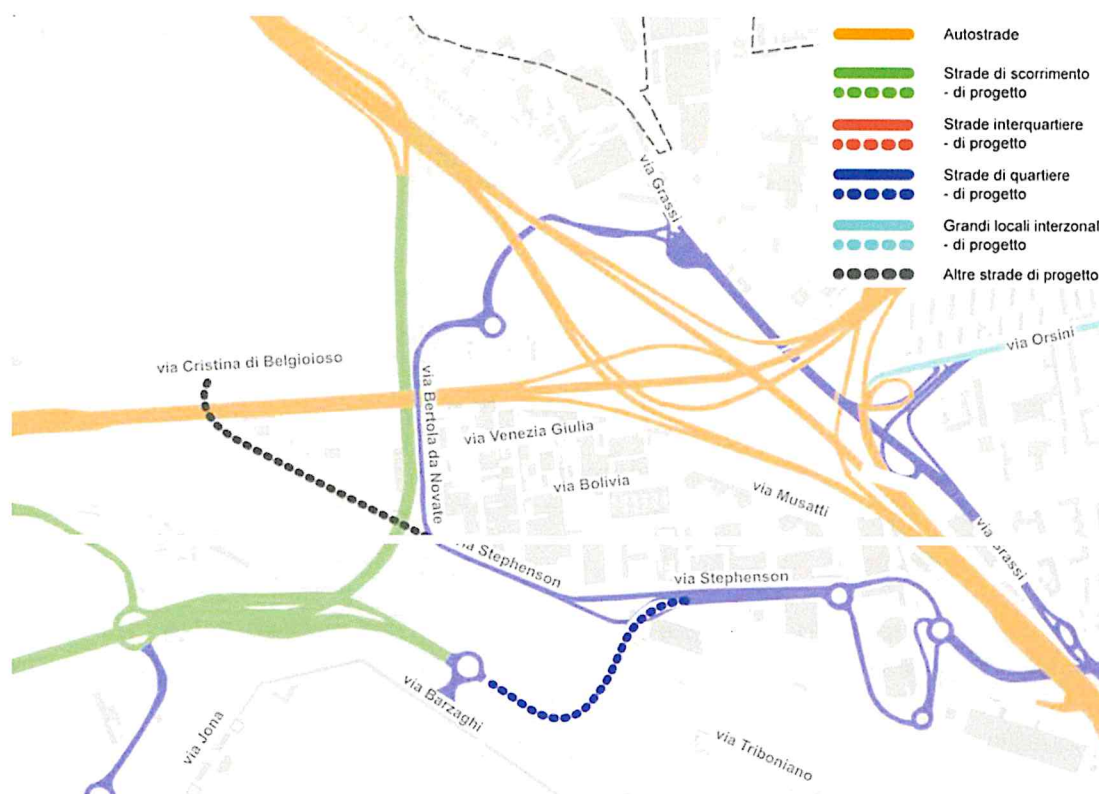 Autostrade
Strade di scorrimento
- di progetto
Strade interquartiere
- di progetto
Strade di quartiere
- di progetto
Grandi locali interzonal
- di progetto
Altre strade di progetto
via Grassi
via Orsini
via Cristina di Belgioioso
via Bertola da Novate
via Venezia Giulia
via Bolivia
via Musatti
via Grassi
via Stephenson
via Stephenson
via Barzaghi
via Jona
via Triboniano